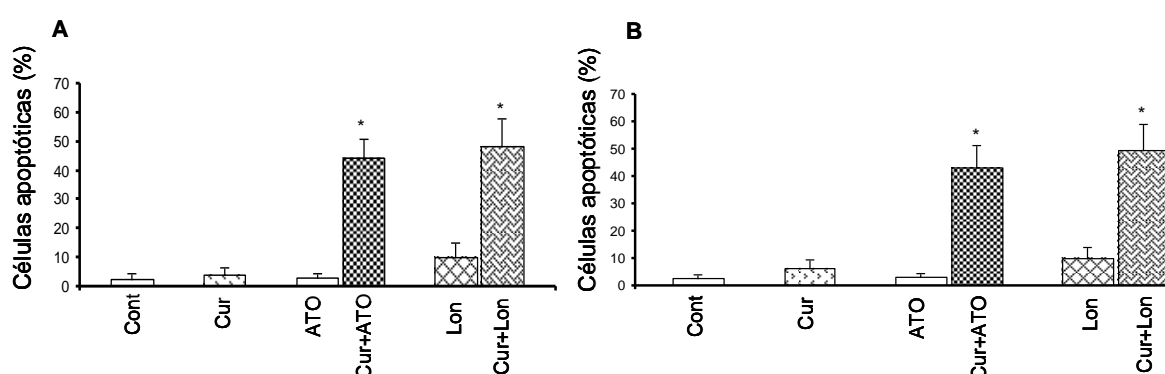 A
Células apoptóticas (%)
70
60
50
40
30
20
10
0
*
*
Cont
Cur
ATO
Cur+ATO
Lon
Cur+Lon
B
Células apoptóticas (%)
70
60
50
40
30
20
10
0
*
*
Cont
Cur
ATO
Cur+ATO
Lon
Cur+Lon